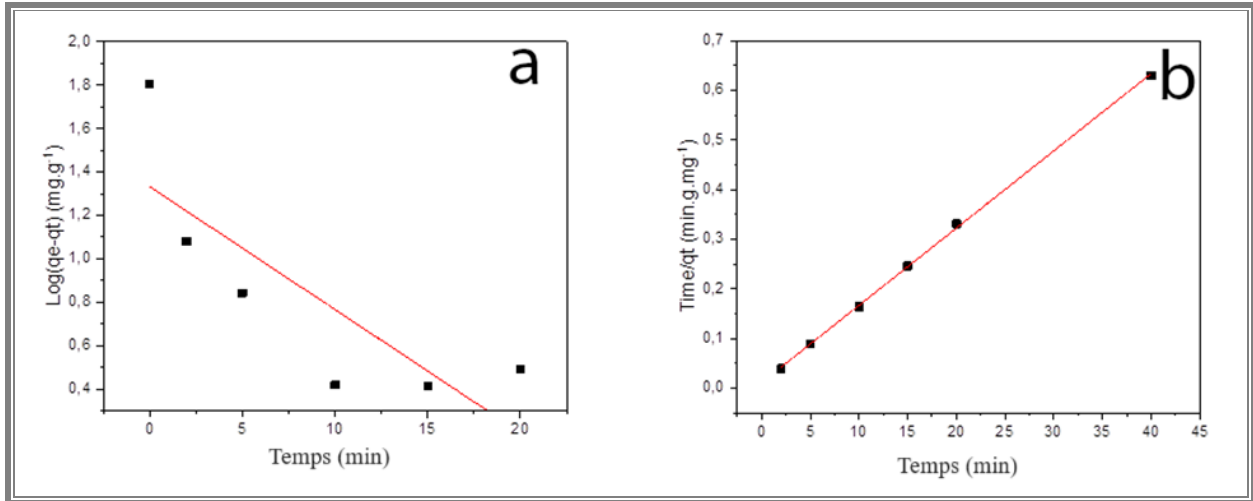 a
2,0
1,8
1,6
1,4
1,2
1,0
0,8
0,6
0,4
Log(qe-qt) (mg.g⁻¹)
0 5 10 15 20
Temps (min)
b
0,7
0,6
0,5
0,4
0,3
0,2
0,1
0,0
Time/qt (min.g.mg⁻¹)
0 5 10 15 20 25 30 35 40 45
Temps (min)